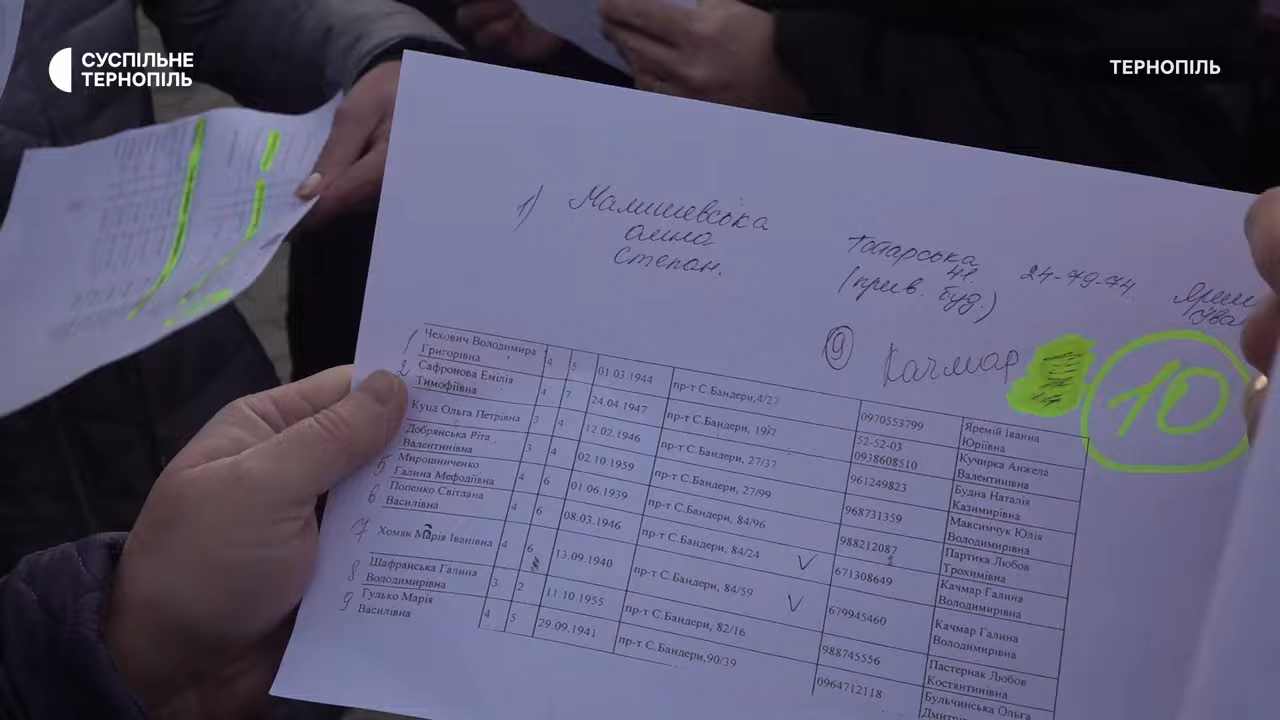 СУСПІЛЬНЕ
ТЕРНОПІЛЬ
ТЕРНОПІЛЬ
1) Малишевська
Анна
Степан.
Тотарська
41.
(прив. буд.)
24-79-74.
9 Качмар
10
1 Чехович Володимира Григорівна 4 5 01.03.1944 пр-т С.Бандери,4/27 0970553799 Яремій Іванна Юріївна
2 Сафронова Емілія Тимофіївна 4 7 24.04.1947 пр-т С.Бандери, 19/7 52-52-03 0938608510 Кучирка Анжела Валентинівна
Куца Ольга Петрівна 3 4 12.02.1946 пр-т С.Бандери, 27/37 961249823 Будна Наталія Казимирівна
Добрянська Ріта Валентинівна 3 4 02.10.1959 пр-т С.Бандери, 27/99 968731359 Максимчук Юлія Володимирівна
5 Мирошниченко Галина Мефодіївна 4 6 01.06.1939 пр-т С.Бандери, 84/96 988212087 Партика Любов Трохимівна
6 Попенко Світлана Василівна 4 6 08.03.1946 пр-т С.Бандери, 84/24 671308649 Качмар Галина Володимирівна
7 Хомяк Марія Іванівна 4 6 13.09.1940 пр-т С.Бандери, 84/59 679945460 Качмар Галина Володимирівна
8 Шафранська Галина Володимирівна 3 2 11.10.1955 пр-т С.Бандери, 82/16 988745556 Пастернак Любов Костянтинівна
9 Гулько Марія Василівна 4 5 29.09.1941 пр-т С.Бандери,90/39 0964712118 Бульчинська Ольга